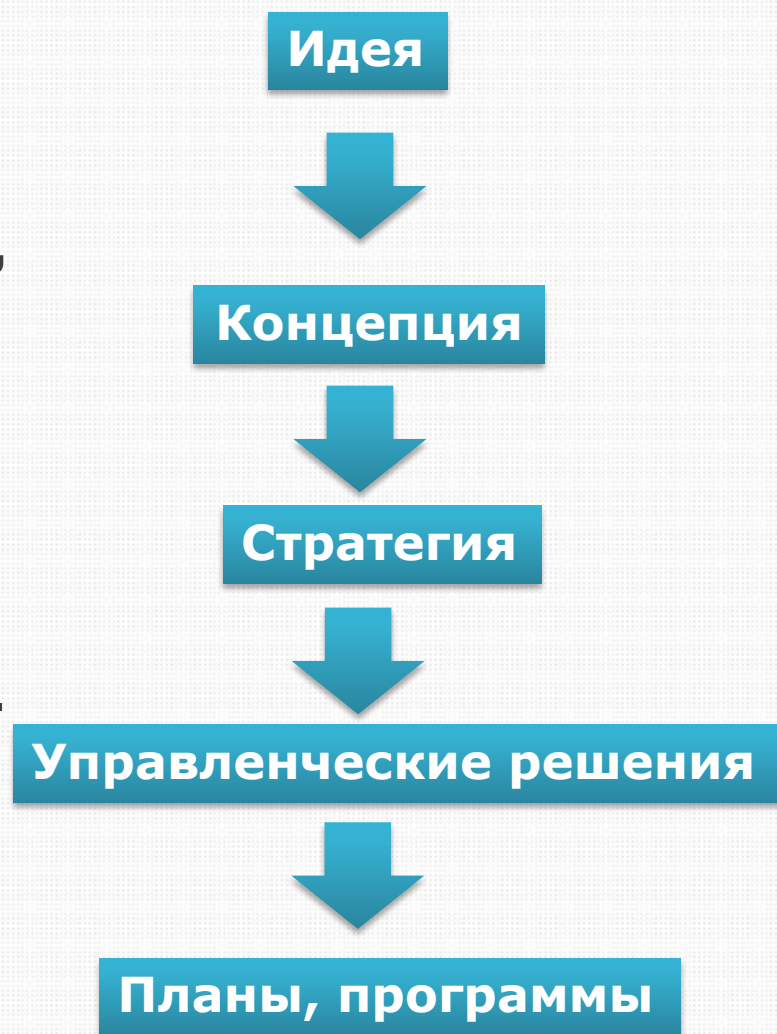 Идея
Концепция
Стратегия
Управленческие решения
Планы, программы